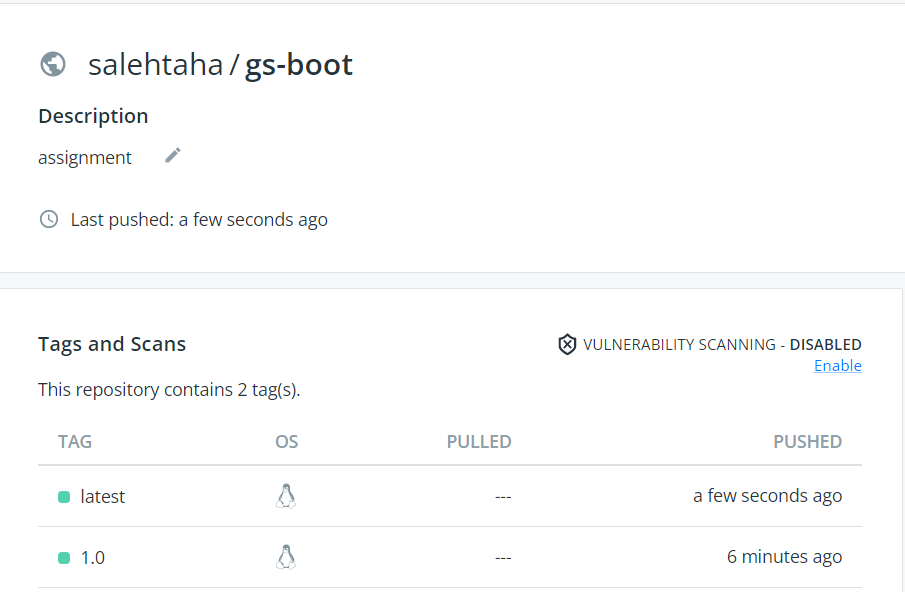 salehtaha / gs-boot
Description
assignment
Last pushed: a few seconds ago
Tags and Scans
VULNERABILITY SCANNING - DISABLED
Enable
This repository contains 2 tag(s).
TAG OS PULLED PUSHED
latest --- a few seconds ago
1.0 --- 6 minutes ago